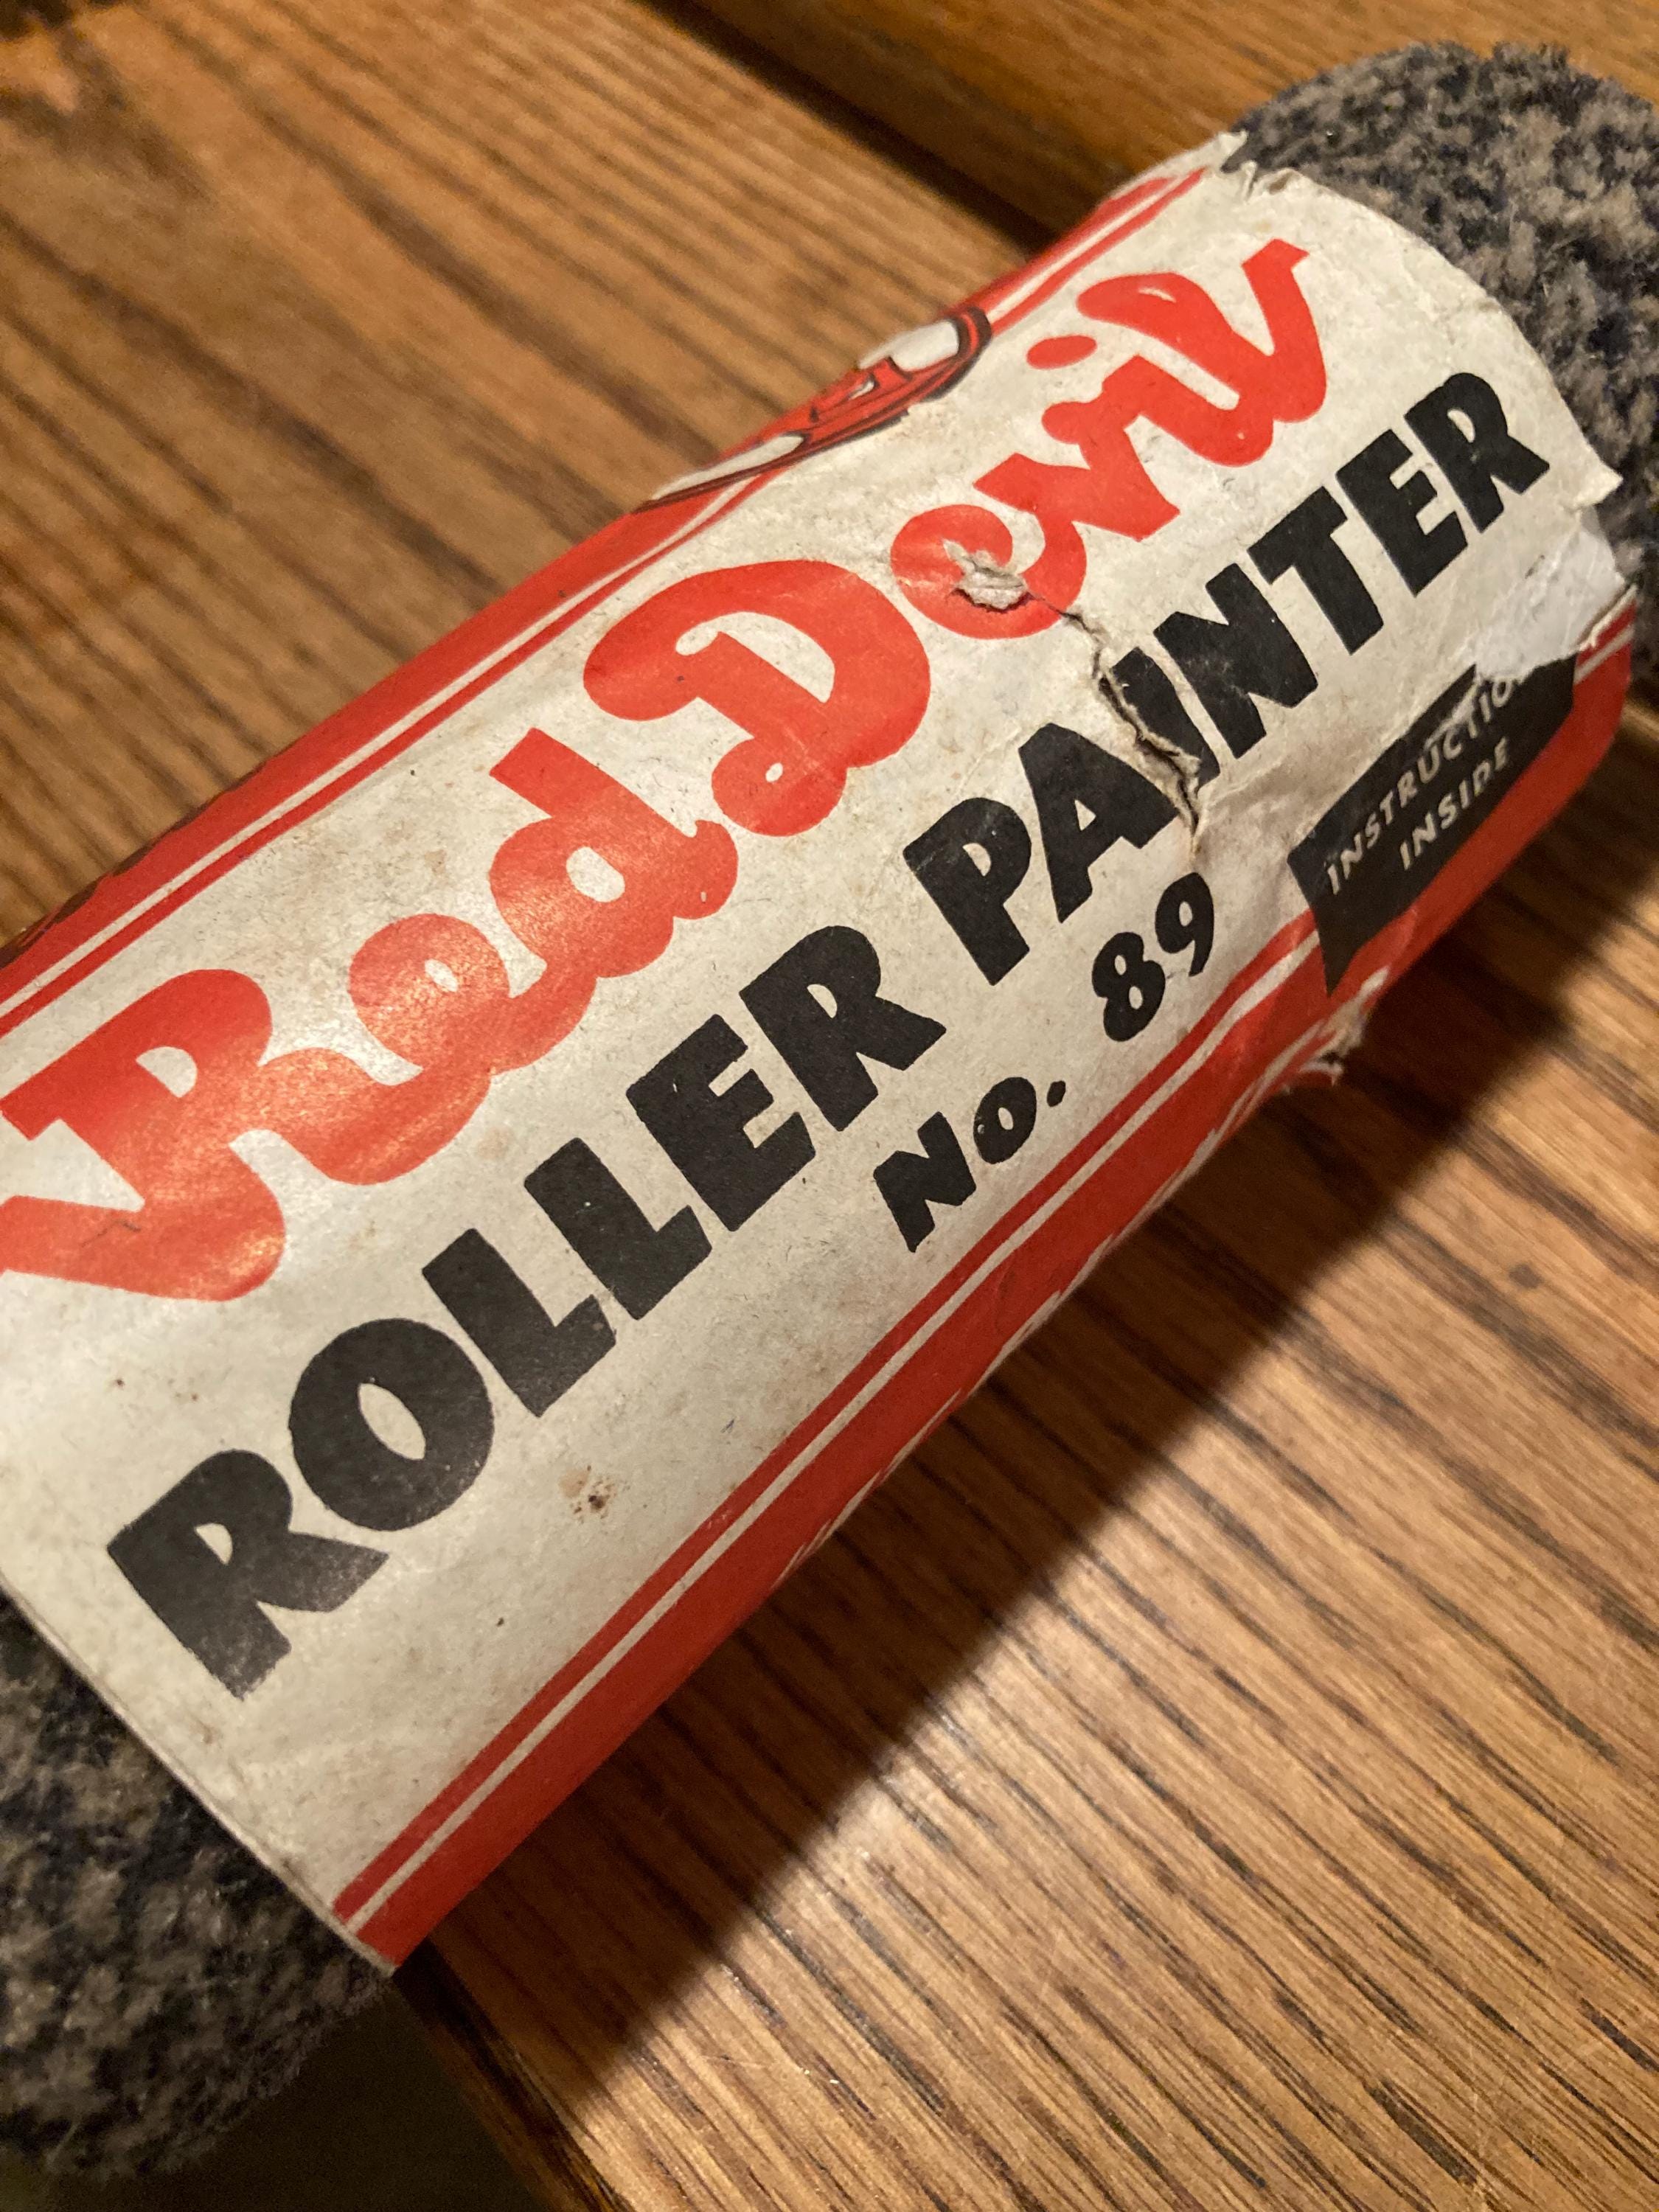 Red Devil
ROLLER PAINTER
No. 89
INSTRUCTIO
INSIDE